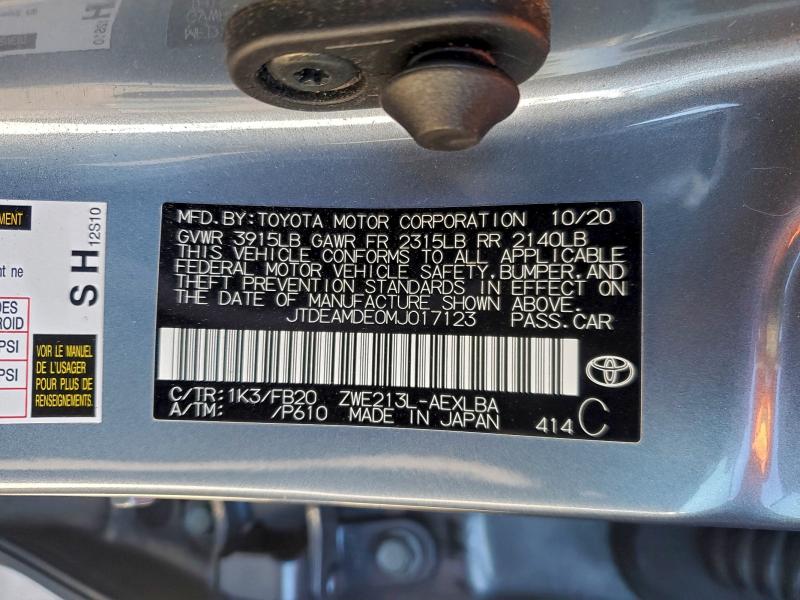 MFD. BY: TOYOTA MOTOR CORPORATION 10/20
GVWR 3915LB GAWR FR 2315LB RR 2140LB
THIS VEHICLE CONFORMS TO ALL APPLICABLE
FEDERAL MOTOR VEHICLE SAFETY, BUMPER, AND
THEFT PREVENTION STANDARDS IN EFFECT ON
THE DATE OF MANUFACTURE SHOWN ABOVE.
JTDEAMDE0MJ017123 PASS. CAR
C/TR: 1K3/FB20 ZWE213L-AEXLBA
A/TM: /P610 MADE IN JAPAN 414 C
SH
12S10
VOIR LE MANUEL
DE L'USAGER
POUR PLUS DE
RENSEIGNEMENTS.
PSI
PSI